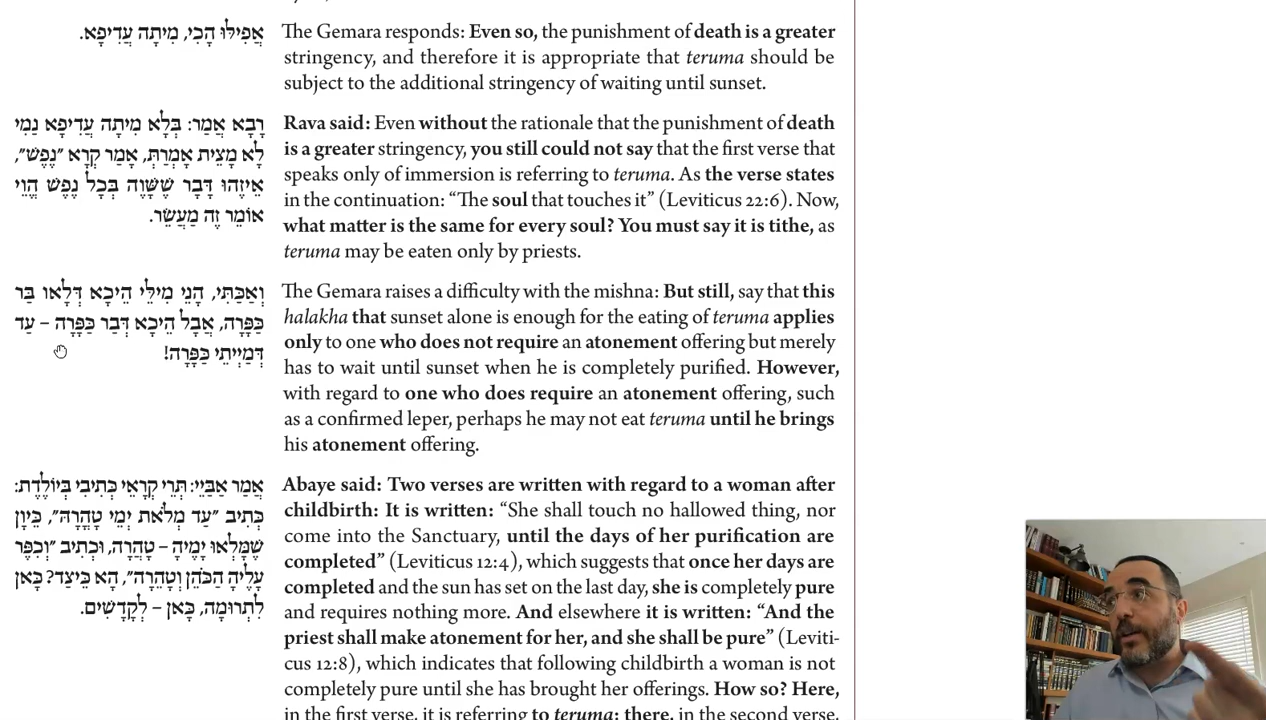 אֲפִילּוּ הָכִי, מִיתָה עֲדִיפָא.
The Gemara responds: Even so, the punishment of death is a greater
stringency, and therefore it is appropriate that teruma should be
subject to the additional stringency of waiting until sunset.
רָבָא אֲמַר: בְּלָא מִיתָה עֲדִיפָא נַמִי
לָא מָצֵית אָמְרַתְּ, אָמַר קְרָא ״נֶפֶשׁ״,
אֵיזֶהוּ דָּבָר שֶׁשָּׁוֶה בְּכָל נֶפֶשׁ הֱוֵי
אוֹמֵר זֶה מַעֲשֵׂר.
Rava said: Even without the rationale that the punishment of death
is a greater stringency, you still could not say that the first verse that
speaks only of immersion is referring to teruma. As the verse states
in the continuation: “The soul that touches it” (Leviticus 22:6). Now,
what matter is the same for every soul? You must say it is tithe, as
teruma may be eaten only by priests.
וְאַכַּתִּי, הָנֵי מִילֵּי הֵיכָא דְּלָאו בַּר
כַּפָּרָה, אֲבָל הֵיכָא דְּבַר כַּפָּרָה – עַד
דְּמַיְיתֵי כַּפָּרָה!
The Gemara raises a difficulty with the mishna: But still, say that this
halakha that sunset alone is enough for the eating of teruma applies
only to one who does not require an atonement offering but merely
has to wait until sunset when he is completely purified. However,
with regard to one who does require an atonement offering, such
as a confirmed leper, perhaps he may not eat teruma until he brings
his atonement offering.
אָמַר אַבַּיֵי: תְּרֵי קְרָאֵי כְּתִיבִי בְּיוֹלֶדֶת:
כְּתִיב ״עַד מְלֹאת יְמֵי טָהֳרָהּ״, כֵּיוָן
שֶׁמָּלְאוּ יָמֶיהָ – טָהֲרָה, וּכְתִיב ״וְכִפֶּר
עָלֶיהָ הַכֹּהֵן וְטָהֵרָה״, הָא כֵּיצַד? כָּאן
לִתְרוּמָה, כָּאן – לְקָדָשִׁים.
Abaye said: Two verses are written with regard to a woman after
childbirth: It is written: “She shall touch no hallowed thing, nor
come into the Sanctuary, until the days of her purification are
completed” (Leviticus 12:4), which suggests that once her days are
completed and the sun has set on the last day, she is completely pure
and requires nothing more. And elsewhere it is written: “And the
priest shall make atonement for her, and she shall be pure” (Leviti-
cus 12:8), which indicates that following childbirth a woman is not
completely pure until she has brought her offerings. How so? Here,
in the first verse, it is referring to teruma; there, in the second verse,